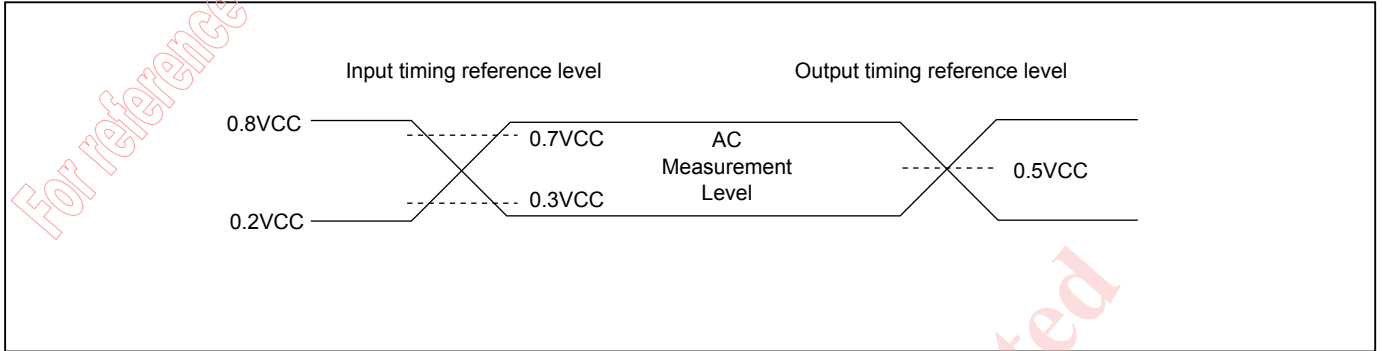 For reference
Input timing reference level
Output timing reference level
0.8VCC
0.7VCC
AC
Measurement
Level
0.5VCC
0.3VCC
0.2VCC